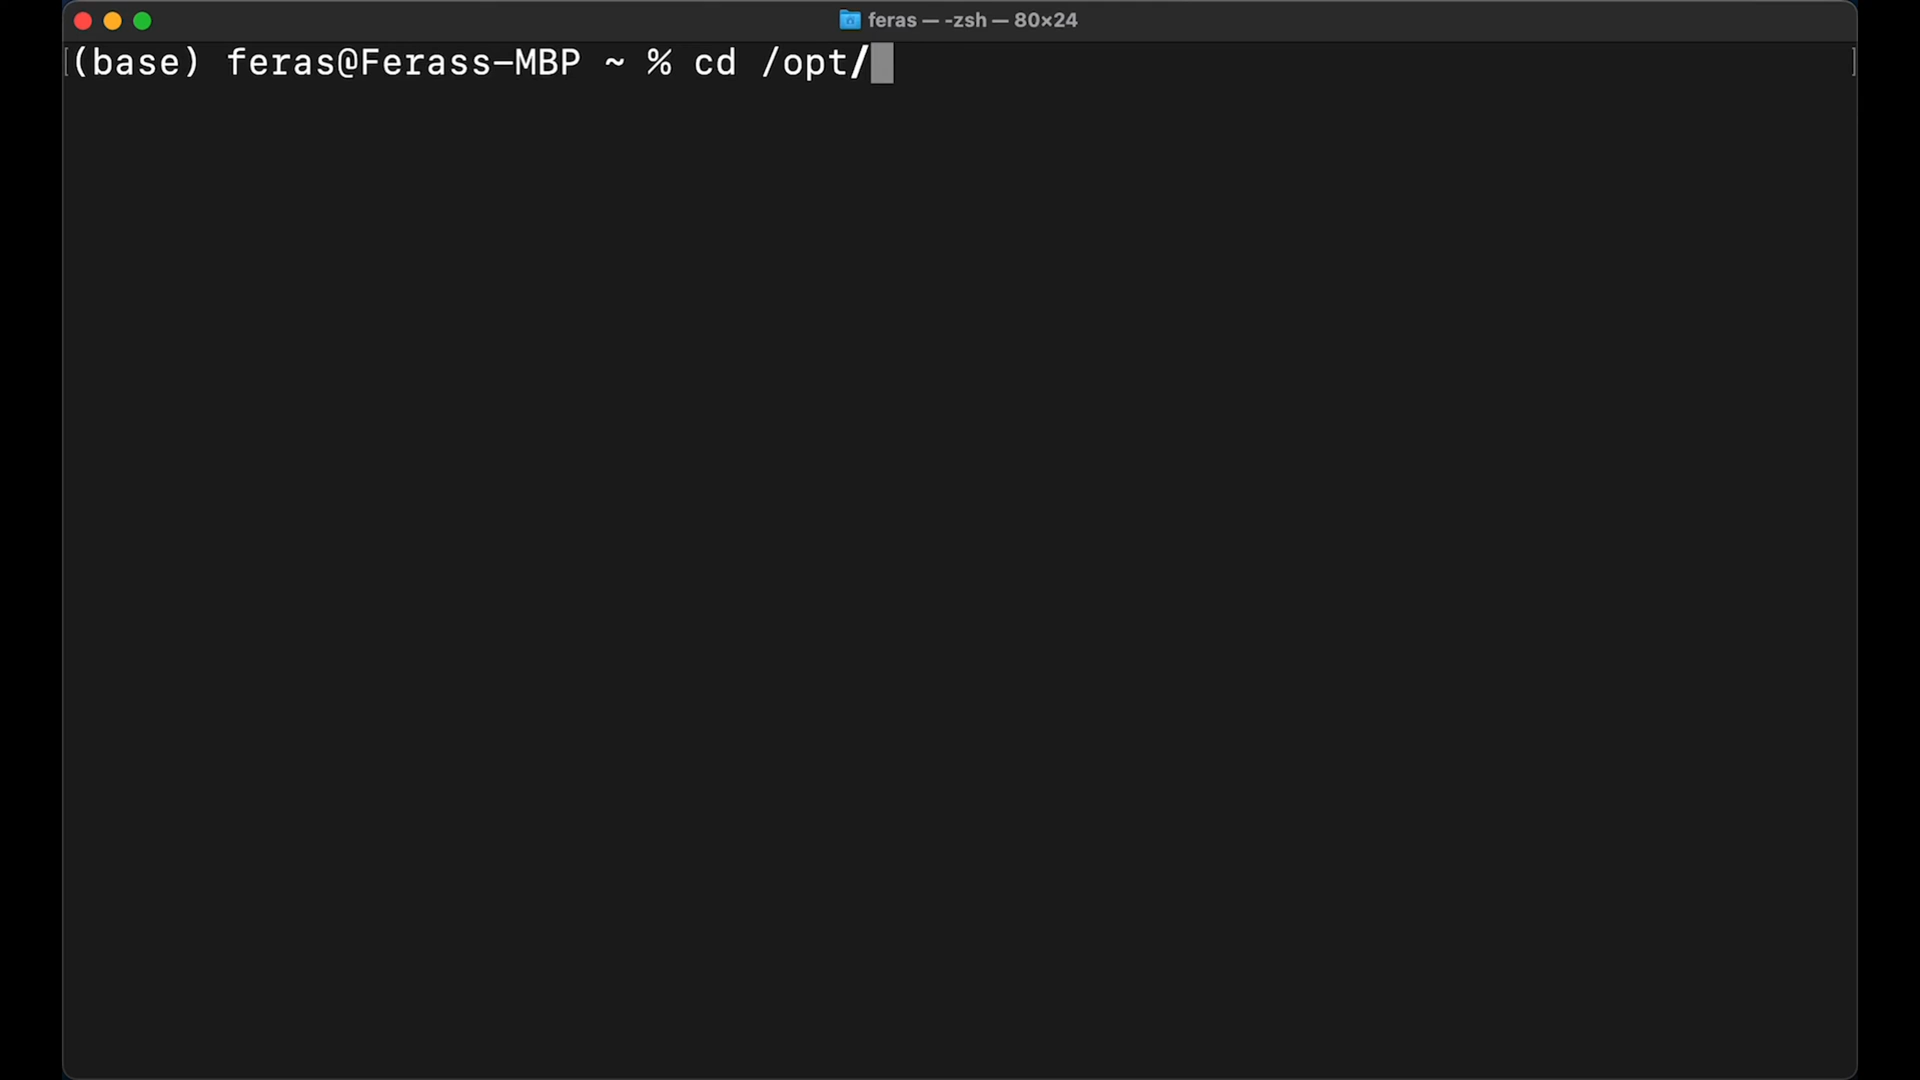 feras — -zsh — 80×24
(base) feras@Ferass-MBP ~ % cd /opt/